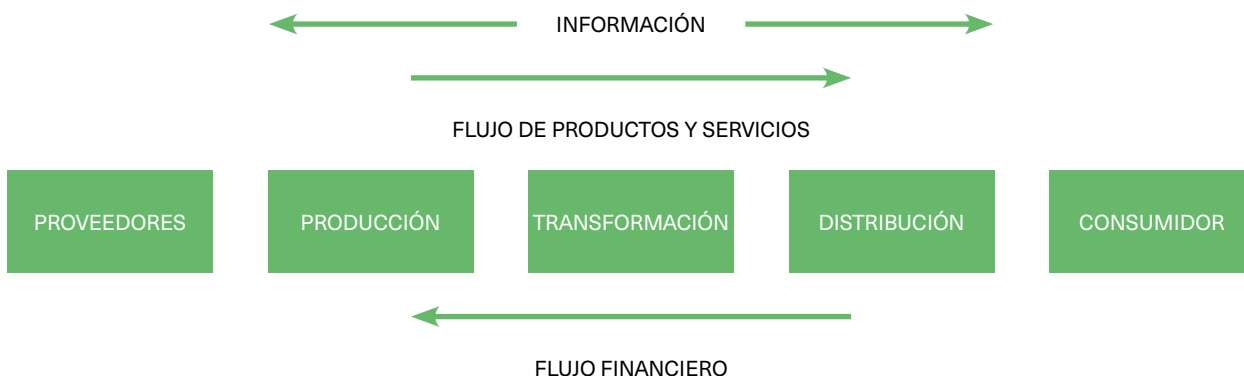 INFORMACIÓN
FLUJO DE PRODUCTOS Y SERVICIOS
PROVEEDORES
PRODUCCIÓN
TRANSFORMACIÓN
DISTRIBUCIÓN
CONSUMIDOR
FLUJO FINANCIERO